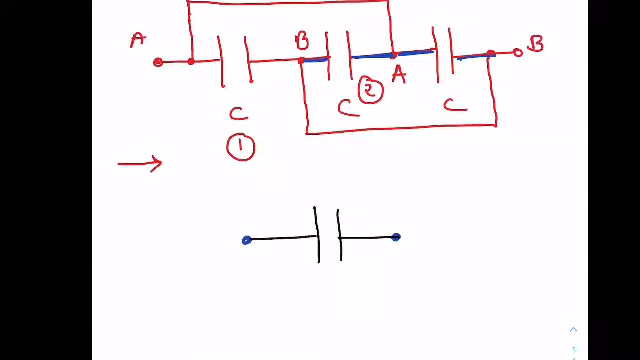 A B A B
C C C
① ②